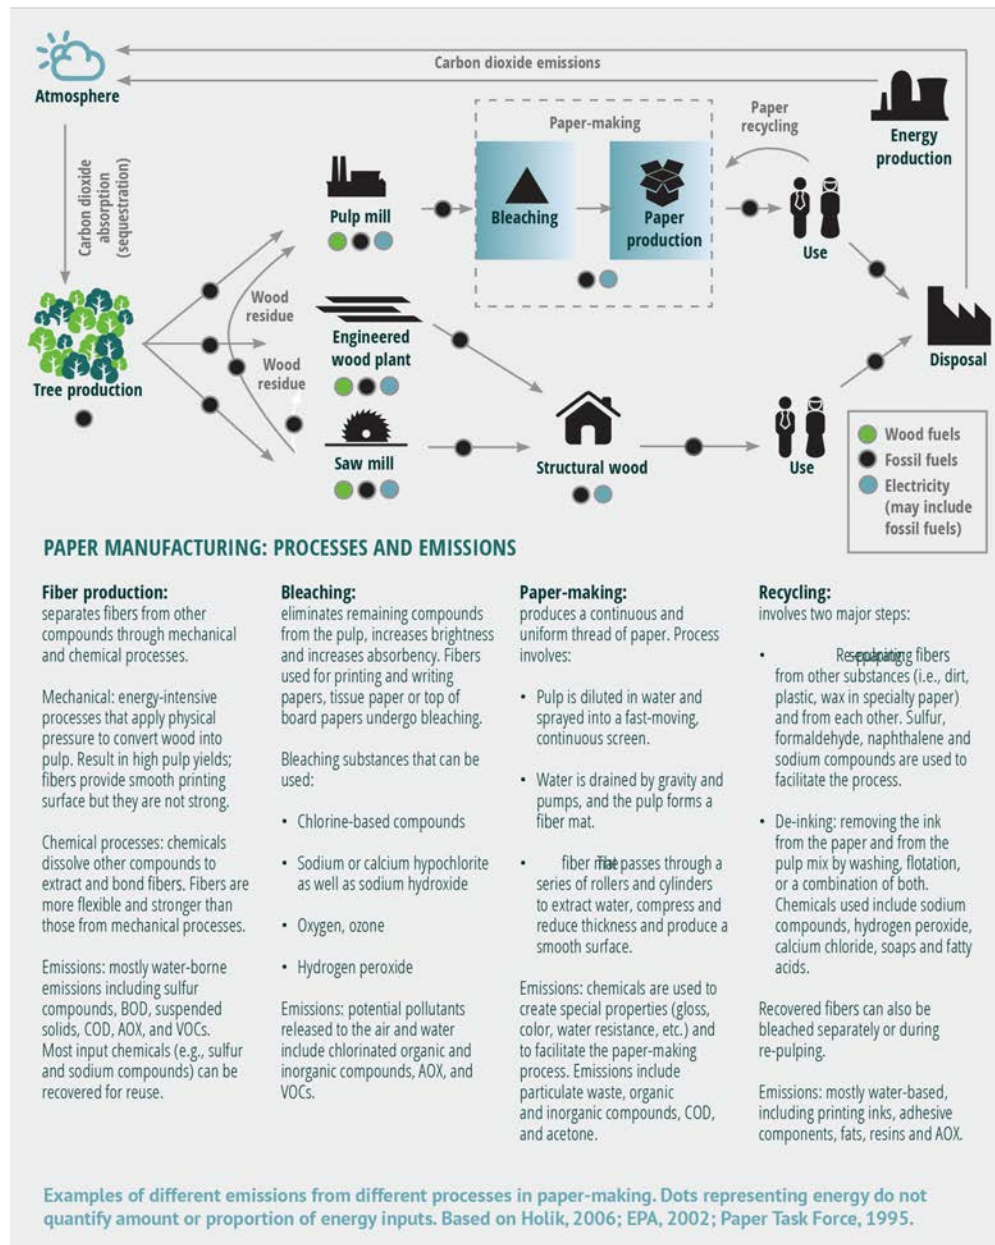 Carbon dioxide emissions
Atmosphere
Carbon dioxide
absorption
(sequestration)
Paper-making
Paper
recycling
Energy
production
Pulp mill
Bleaching
Paper
production
Use
Wood
residue
Engineered
wood plant
Wood
residue
Tree production
Disposal
Saw mill
Structural wood
Use
Wood fuels
Fossil fuels
Electricity
(may include
fossil fuels)
PAPER MANUFACTURING: PROCESSES AND EMISSIONS
Fiber production:
separates fibers from other
compounds through mechanical
and chemical processes.
Mechanical: energy-intensive
processes that apply physical
pressure to convert wood into
pulp. Result in high pulp yields;
fibers provide smooth printing
surface but they are not strong.
Chemical processes: chemicals
dissolve other compounds to
extract and bond fibers. Fibers are
more flexible and stronger than
those from mechanical processes.
Emissions: mostly water-borne
emissions including sulfur
compounds, BOD, suspended
solids, COD, AOX, and VOCs.
Most input chemicals (e.g., sulfur
and sodium compounds) can be
recovered for reuse.
Bleaching:
eliminates remaining compounds
from the pulp, increases brightness
and increases absorbency. Fibers
used for printing and writing
papers, tissue paper or top of
board papers undergo bleaching.
Bleaching substances that can be
used:
• Chlorine-based compounds
• Sodium or calcium hypochlorite
as well as sodium hydroxide
• Oxygen, ozone
• Hydrogen peroxide
Emissions: potential pollutants
released to the air and water
include chlorinated organic and
inorganic compounds, AOX, and
VOCs.
Paper-making:
produces a continuous and
uniform thread of paper. Process
involves:
• Pulp is diluted in water and
sprayed into a fast-moving,
continuous screen.
• Water is drained by gravity and
pumps, and the pulp forms a
fiber mat.
• fiber passes through a
series of rollers and cylinders
to extract water, compress and
reduce thickness and produce a
smooth surface.
Emissions: chemicals are used to
create special properties (gloss,
color, water resistance, etc.) and
to facilitate the paper-making
process. Emissions include
particulate waste, organic
and inorganic compounds, COD,
and acetone.
Recycling:
involves two major steps:
• fibers
from other substances (i.e., dirt,
plastic, wax in specialty paper)
and from each other. Sulfur,
formaldehyde, naphthalene and
sodium compounds are used to
facilitate the process.
• De-inking: removing the ink
from the paper and from the
pulp mix by washing, flotation,
or a combination of both.
Chemicals used include sodium
compounds, hydrogen peroxide,
calcium chloride, soaps and fatty
acids.
Recovered fibers can also be
bleached separately or during
re-pulping.
Emissions: mostly water-based,
including printing inks, adhesive
components, fats, resins and AOX.
Examples of different emissions from different processes in paper-making. Dots representing energy do not
quantify amount or proportion of energy inputs. Based on Holik, 2006; EPA, 2002; Paper Task Force, 1995.